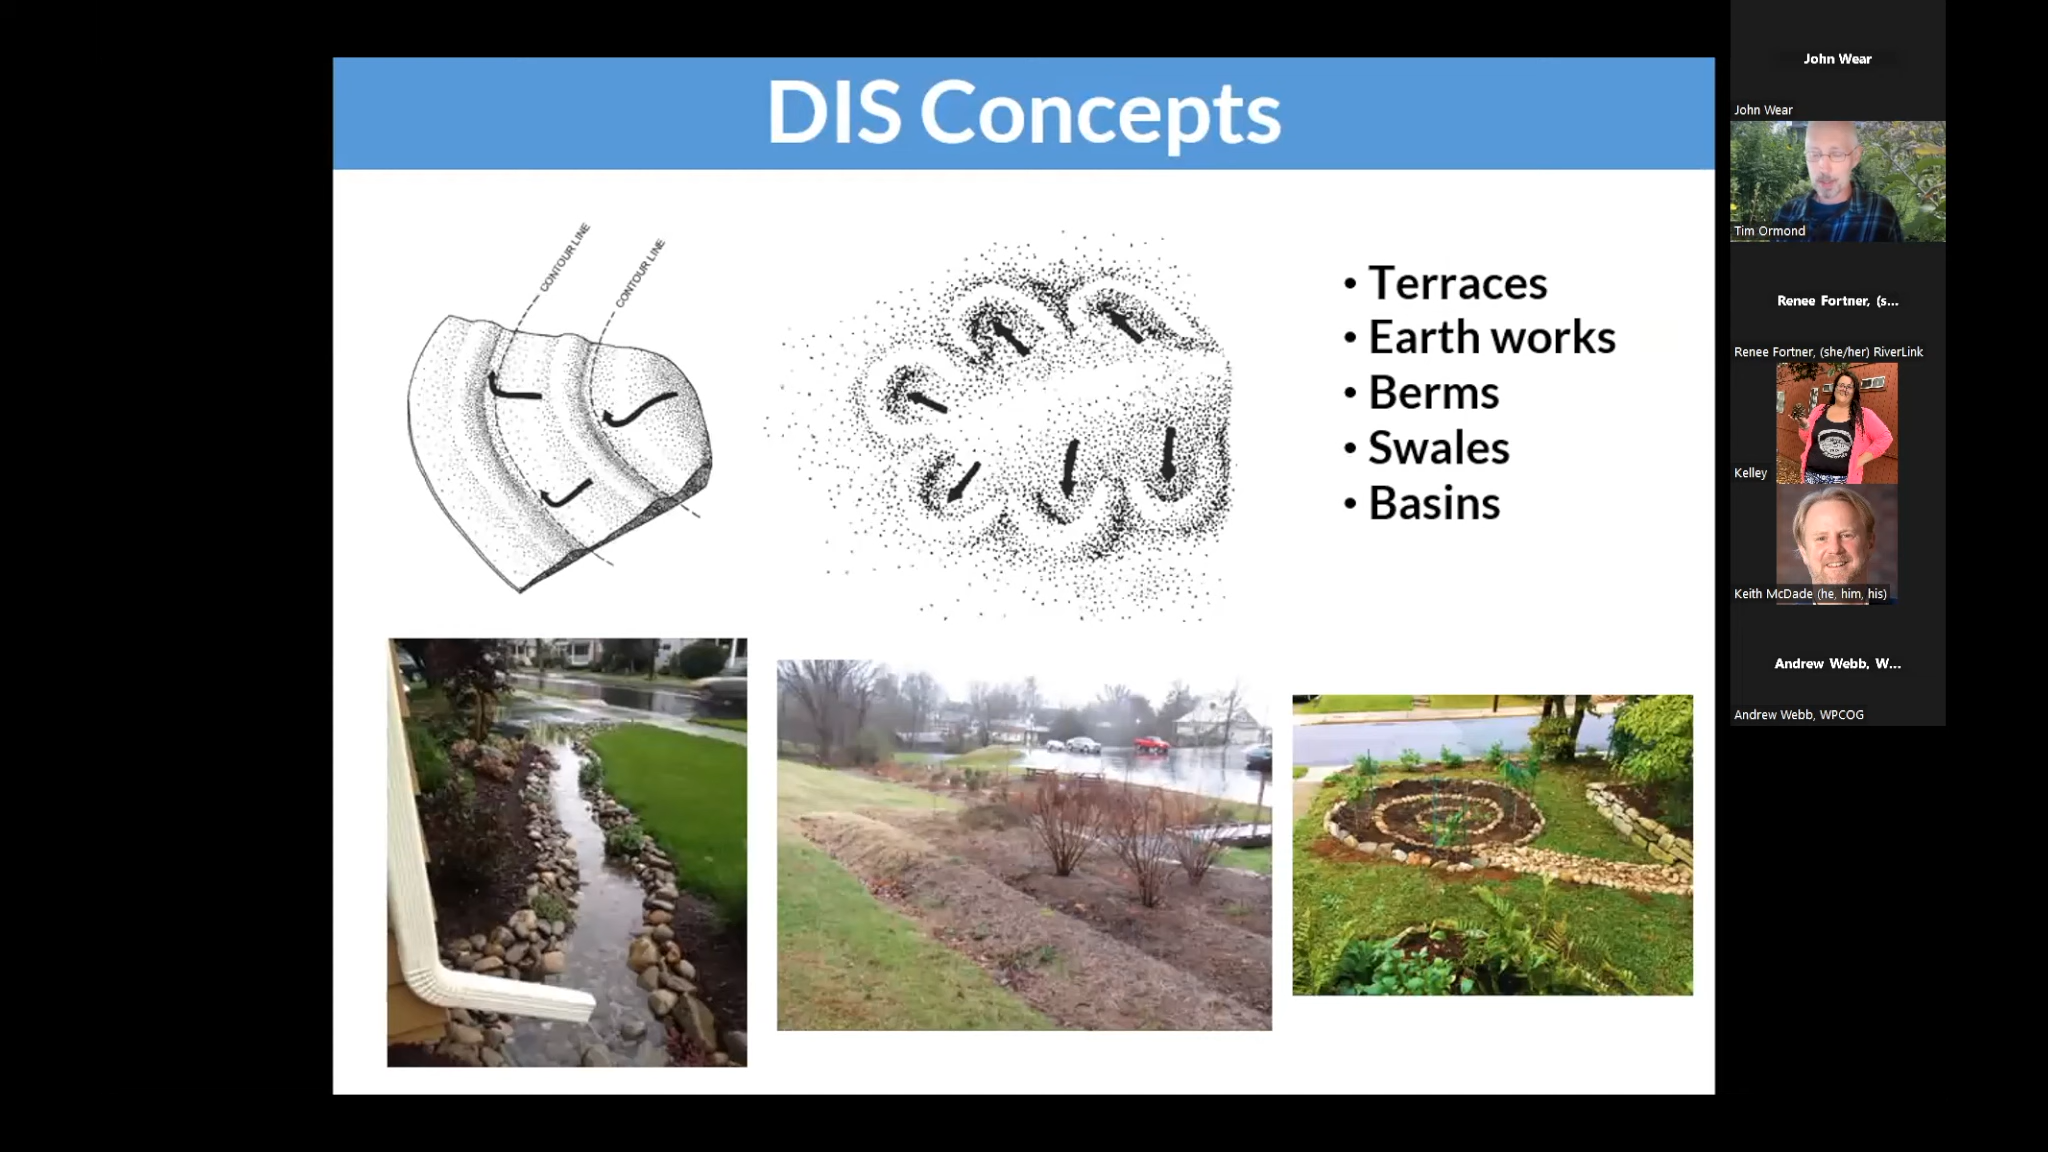 DIS Concepts
CONTOUR LINE
CONTOUR LINE
• Terraces
• Earth works
• Berms
• Swales
• Basins
John Wear
John Wear
Tim Ormond
Renee Fortner, (s...
Renee Fortner, (she/her) RiverLink
Kelley
Keith McDade (he, him, his)
Andrew Webb, W...
Andrew Webb, WPCOG